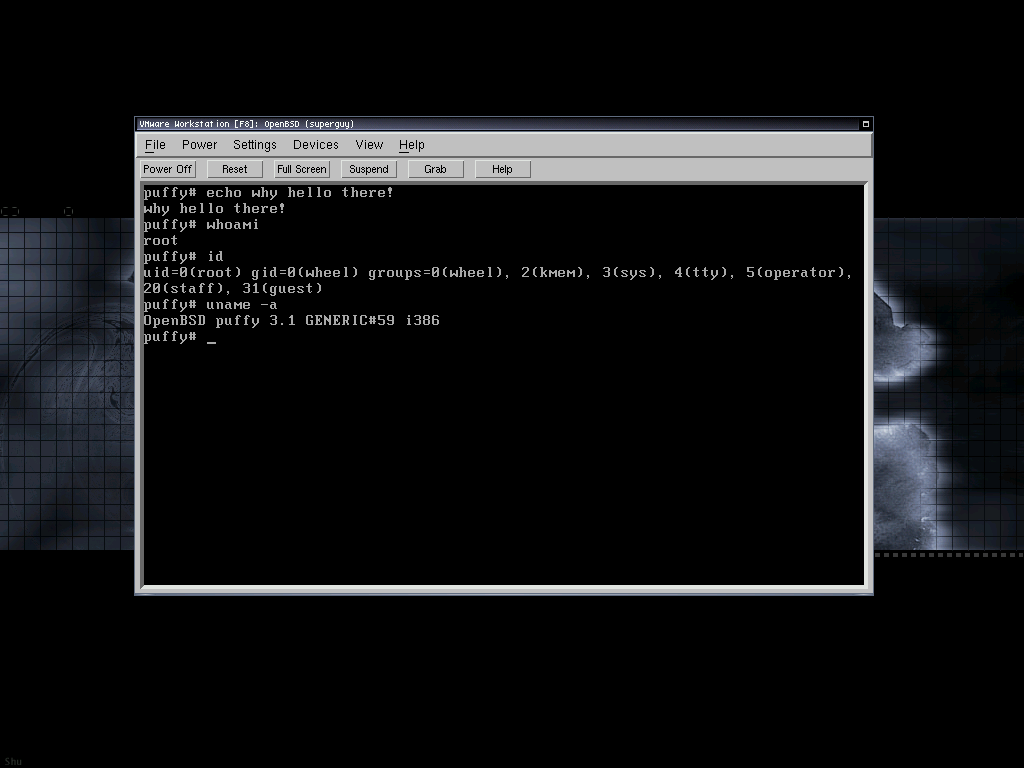 VMware Workstation [F8]: OpenBSD (superguy)
File Power Settings Devices View Help
Power Off Reset Full Screen Suspend Grab Help
puffy# echo why hello there!
why hello there!
puffy# whoami
root
puffy# id
uid=0(root) gid=0(wheel) groups=0(wheel), 2(kmem), 3(sys), 4(tty), 5(operator),
20(staff), 31(guest)
puffy# uname -a
OpenBSD puffy 3.1 GENERIC#59 i386
puffy# _
Shu